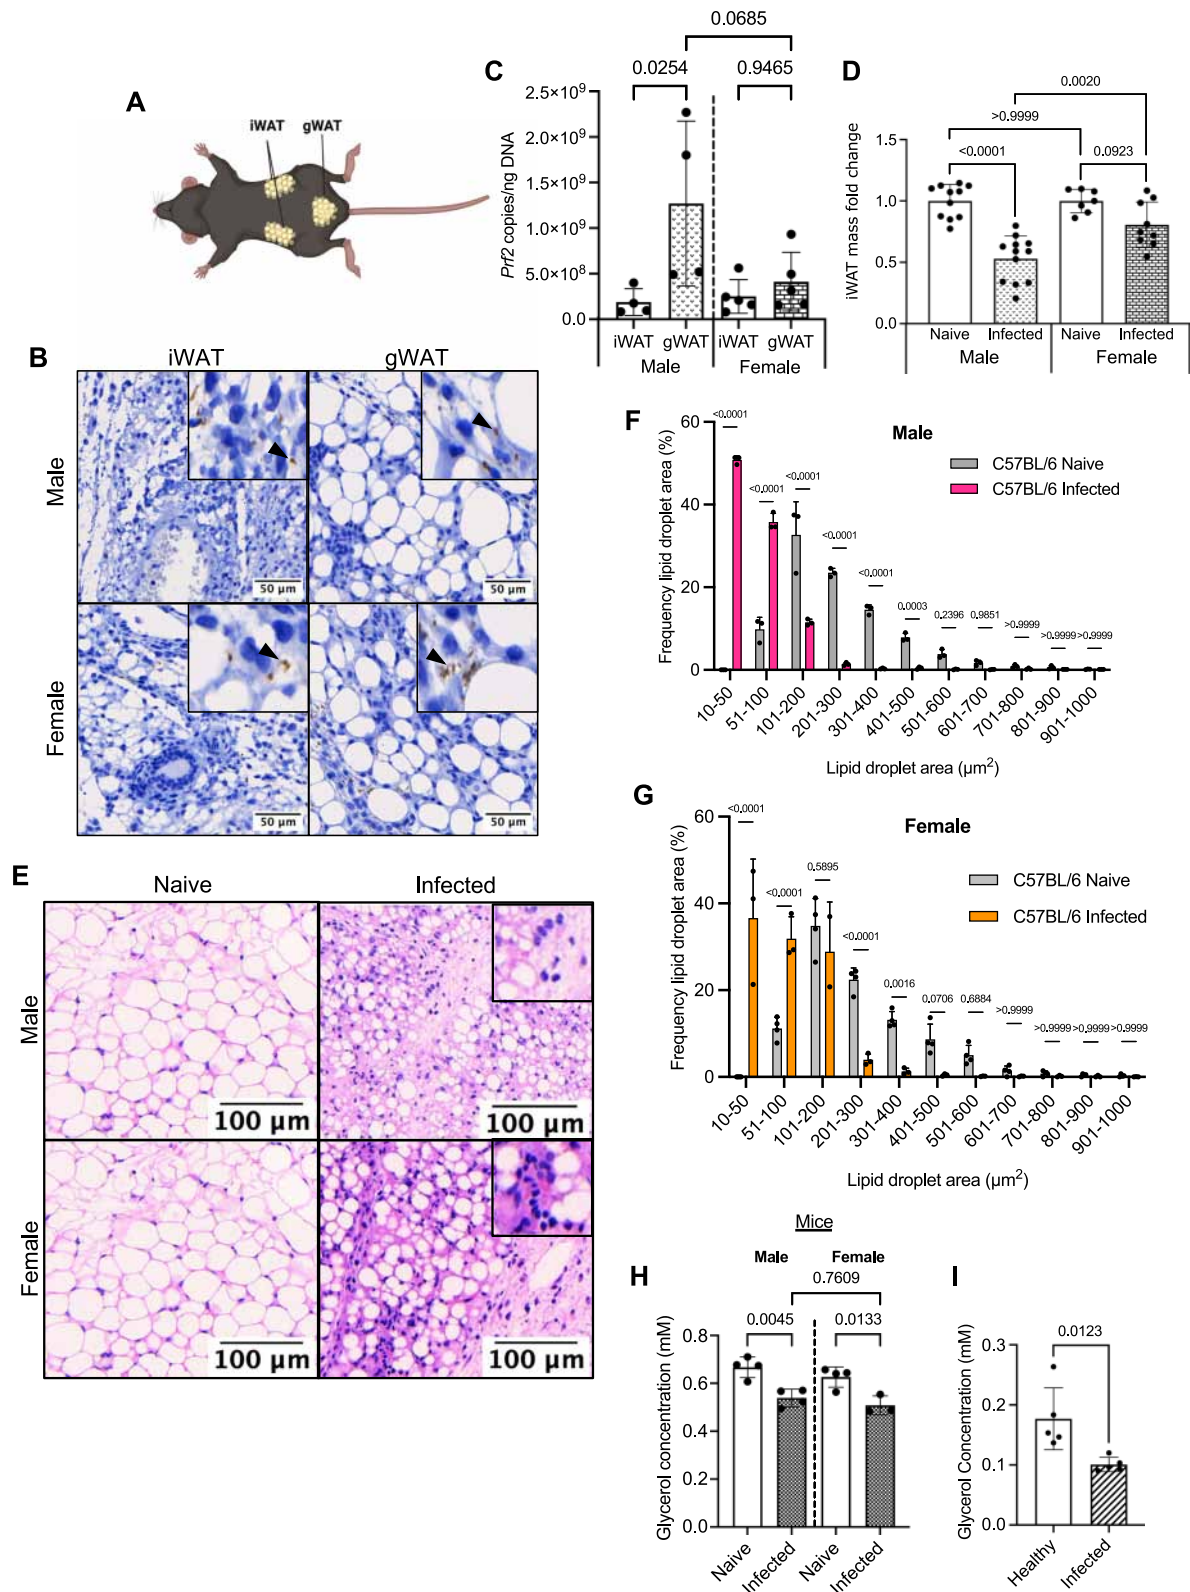 A
iWAT gWAT
B
iWAT gWAT
Male
50 µm 50 µm
Female
50 µm 50 µm
C
0.0685
0.0254 0.9465
Prf2 copies/ng DNA
2.5×10⁹
2.0×10⁹
1.5×10⁹
1.0×10⁹
5.0×10⁸
0.0
iWAT gWAT iWAT gWAT
Male Female
D
0.0020
>0.9999
<0.0001 0.0923
iWAT mass fold change
1.5
1.0
0.5
0.0
Naive Infected Naive Infected
Male Female
E
Naive Infected
Male
100 µm 100 µm
Female
100 µm 100 µm
F
Male
C57BL/6 Naive
C57BL/6 Infected
Frequency lipid droplet area (%)
60
40
20
0
<0.0001 <0.0001 <0.0001 <0.0001 <0.0001 0.0003 0.2396 0.9851 >0.9999 >0.9999 >0.9999
10-50 51-100 101-200 201-300 301-400 401-500 501-600 601-700 701-800 801-900 901-1000
Lipid droplet area (µm²)
G
Female
C57BL/6 Naive
C57BL/6 Infected
Frequency lipid droplet area (%)
60
40
20
0
<0.0001 <0.0001 0.5895 <0.0001 0.0016 0.0706 0.6884 >0.9999 >0.9999 >0.9999 >0.9999
10-50 51-100 101-200 201-300 301-400 401-500 501-600 601-700 701-800 801-900 901-1000
Lipid droplet area (µm²)
H
Mice
Male Female
0.7609
0.0045 0.0133
Glycerol concentration (mM)
0.8
0.6
0.4
0.2
0.0
Naive Infected Naive Infected
I
0.0123
Glycerol Concentration (mM)
0.3
0.2
0.1
0.0
Healthy Infected